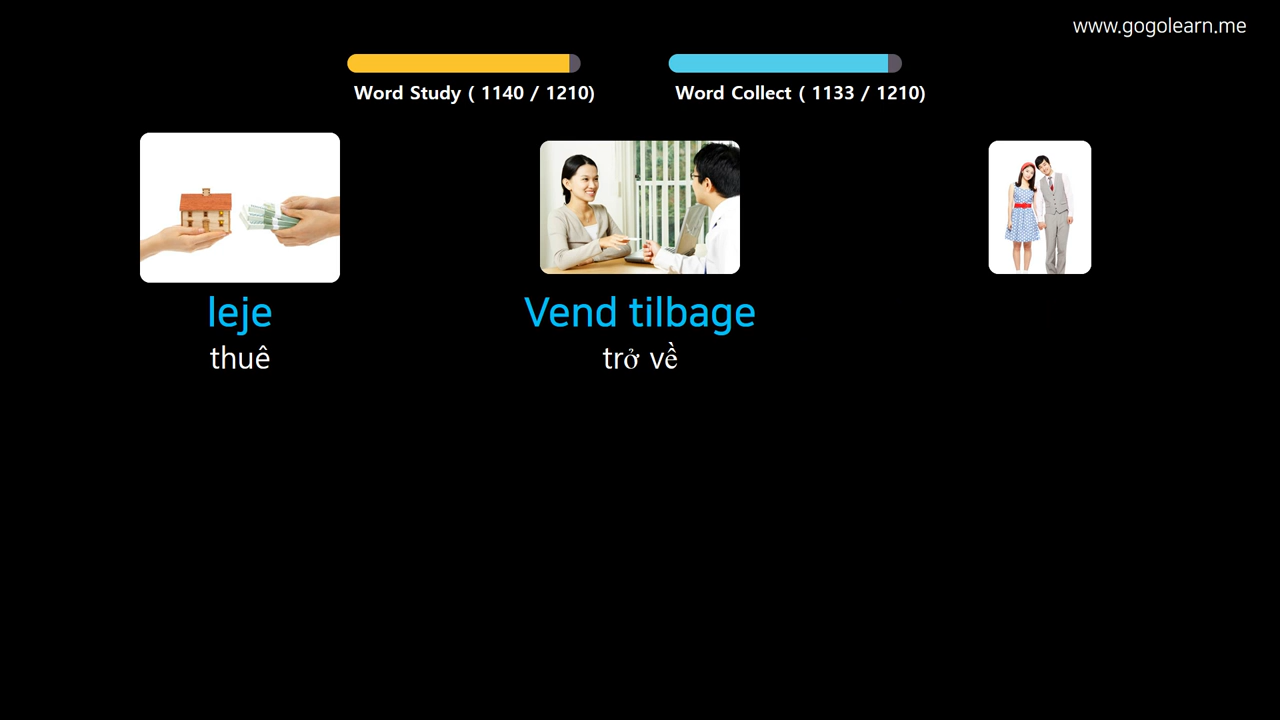 www.gogolearn.me
Word Study ( 1140 / 1210)
Word Collect ( 1133 / 1210)
leje
thuê
Vend tilbage
trở về